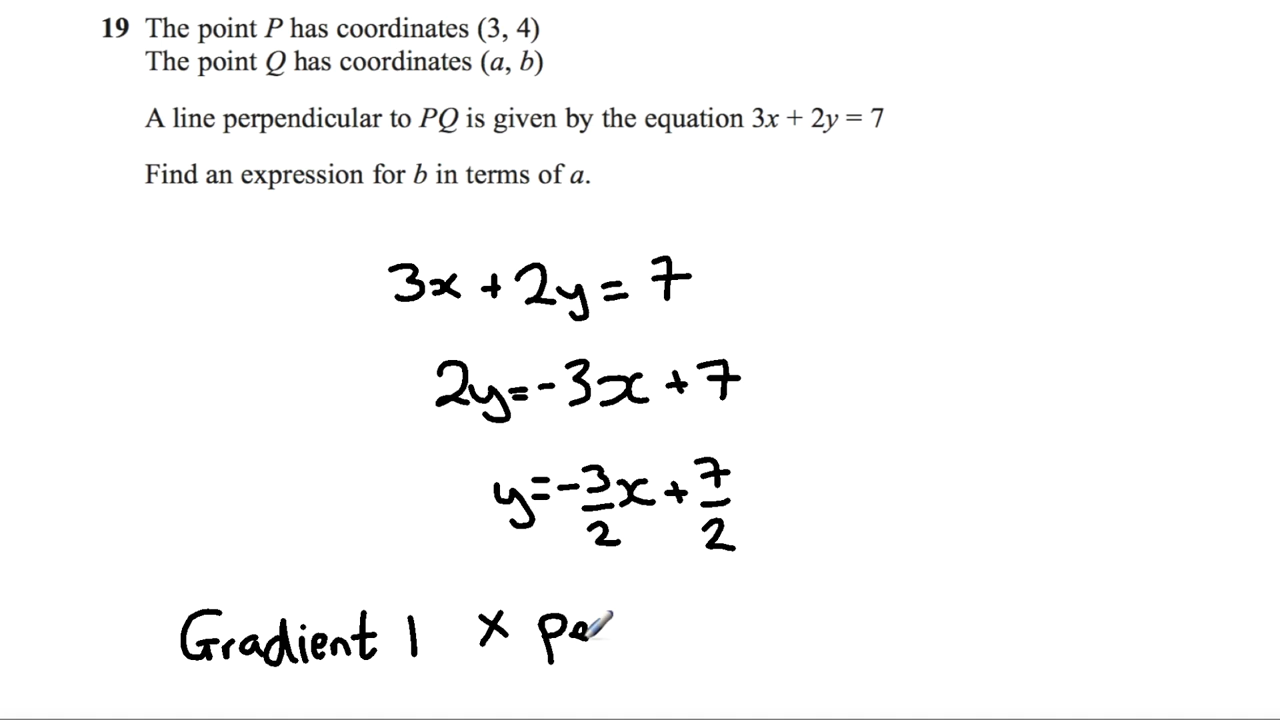 19 The point P has coordinates (3, 4)
The point Q has coordinates (a, b)
A line perpendicular to PQ is given by the equation 3x + 2y = 7
Find an expression for b in terms of a.
3x + 2y = 7
2y = -3x + 7
y = -3/2 x + 7/2
Gradient 1 × pe